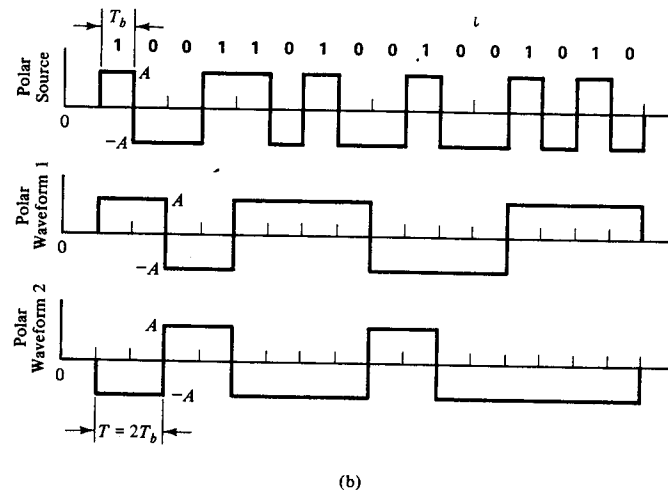 T_b
1 0 0 1 1 0 1 0 0 1 0 0 1 0 1 0
Polar
Source
A
0
−A
Polar
Waveform 1
A
0
−A
Polar
Waveform 2
A
0
−A
T = 2T_b
(b)